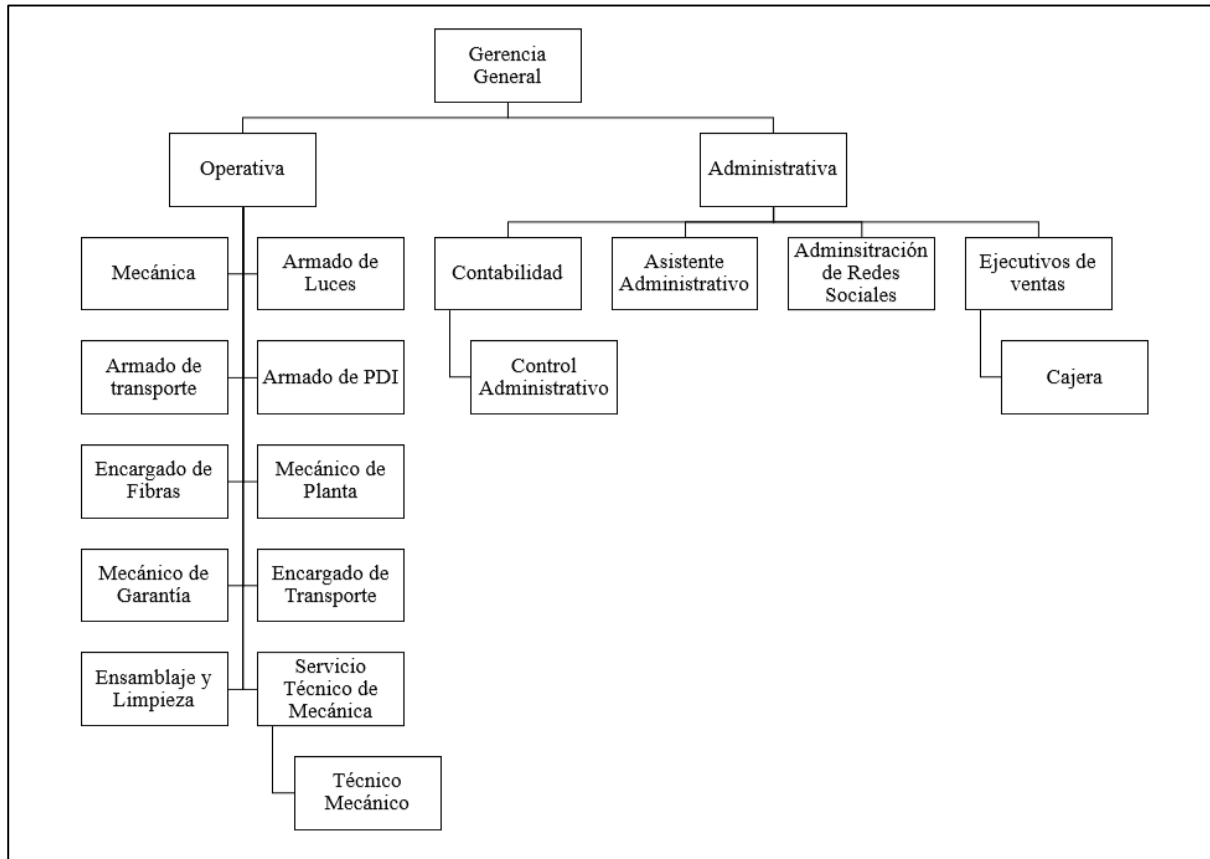 Gerencia
General
Operativa
Administrativa
Mecánica
Armado de
Luces
Contabilidad
Asistente
Administrativo
Adminsitración
de Redes
Sociales
Ejecutivos de
ventas
Armado de
transporte
Armado de PDI
Control
Administrativo
Cajera
Encargado de
Fibras
Mecánico de
Planta
Mecánico de
Garantía
Encargado de
Transporte
Ensamblaje y
Limpieza
Servicio
Técnico de
Mecánica
Técnico
Mecánico